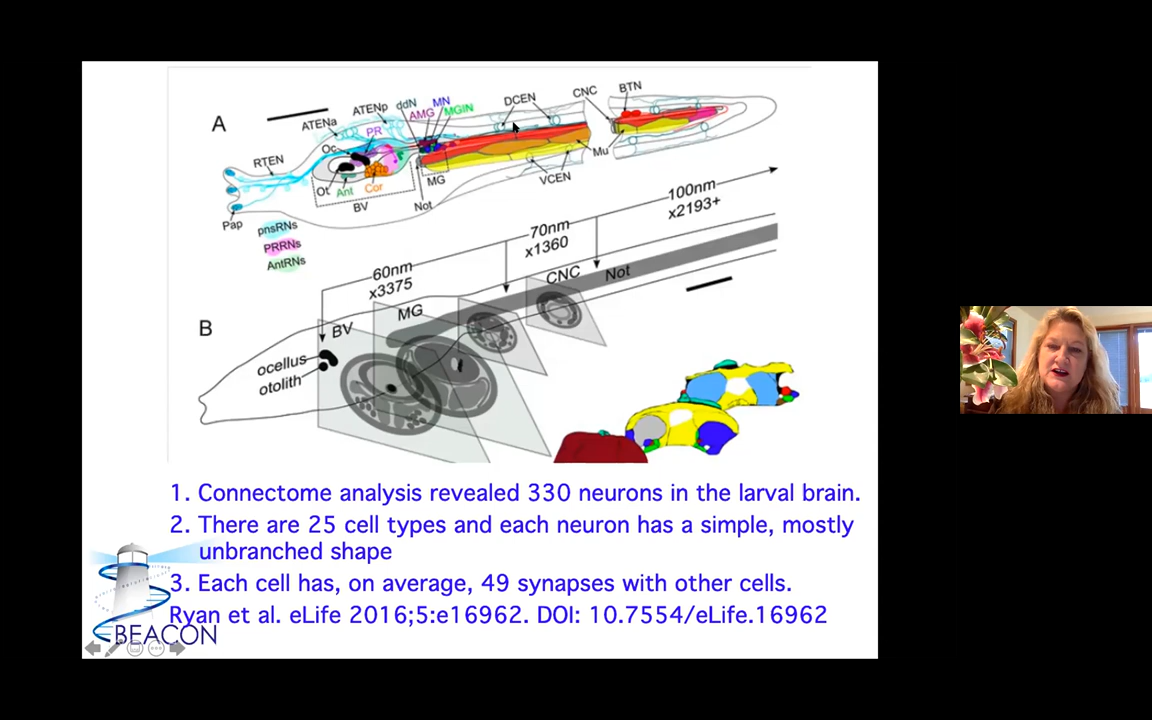 A
ATENa
ATENp
ddN
MN
AMG
MGIN
DCEN
CNC
BTN
PR
Oc
RTEN
Ot
Ant
Cor
BV
Not
MG
VCEN
Mu
Pap
pnsRNs
PRRNs
AntRNs
100nm
x2193+
70nm
x1360
60nm
x3375
B
BV
MG
CNC
Not
ocellus
otolith
1. Connectome analysis revealed 330 neurons in the larval brain.
2. There are 25 cell types and each neuron has a simple, mostly
unbranched shape
3. Each cell has, on average, 49 synapses with other cells.
Ryan et al. eLife 2016;5:e16962. DOI: 10.7554/eLife.16962
BEACON